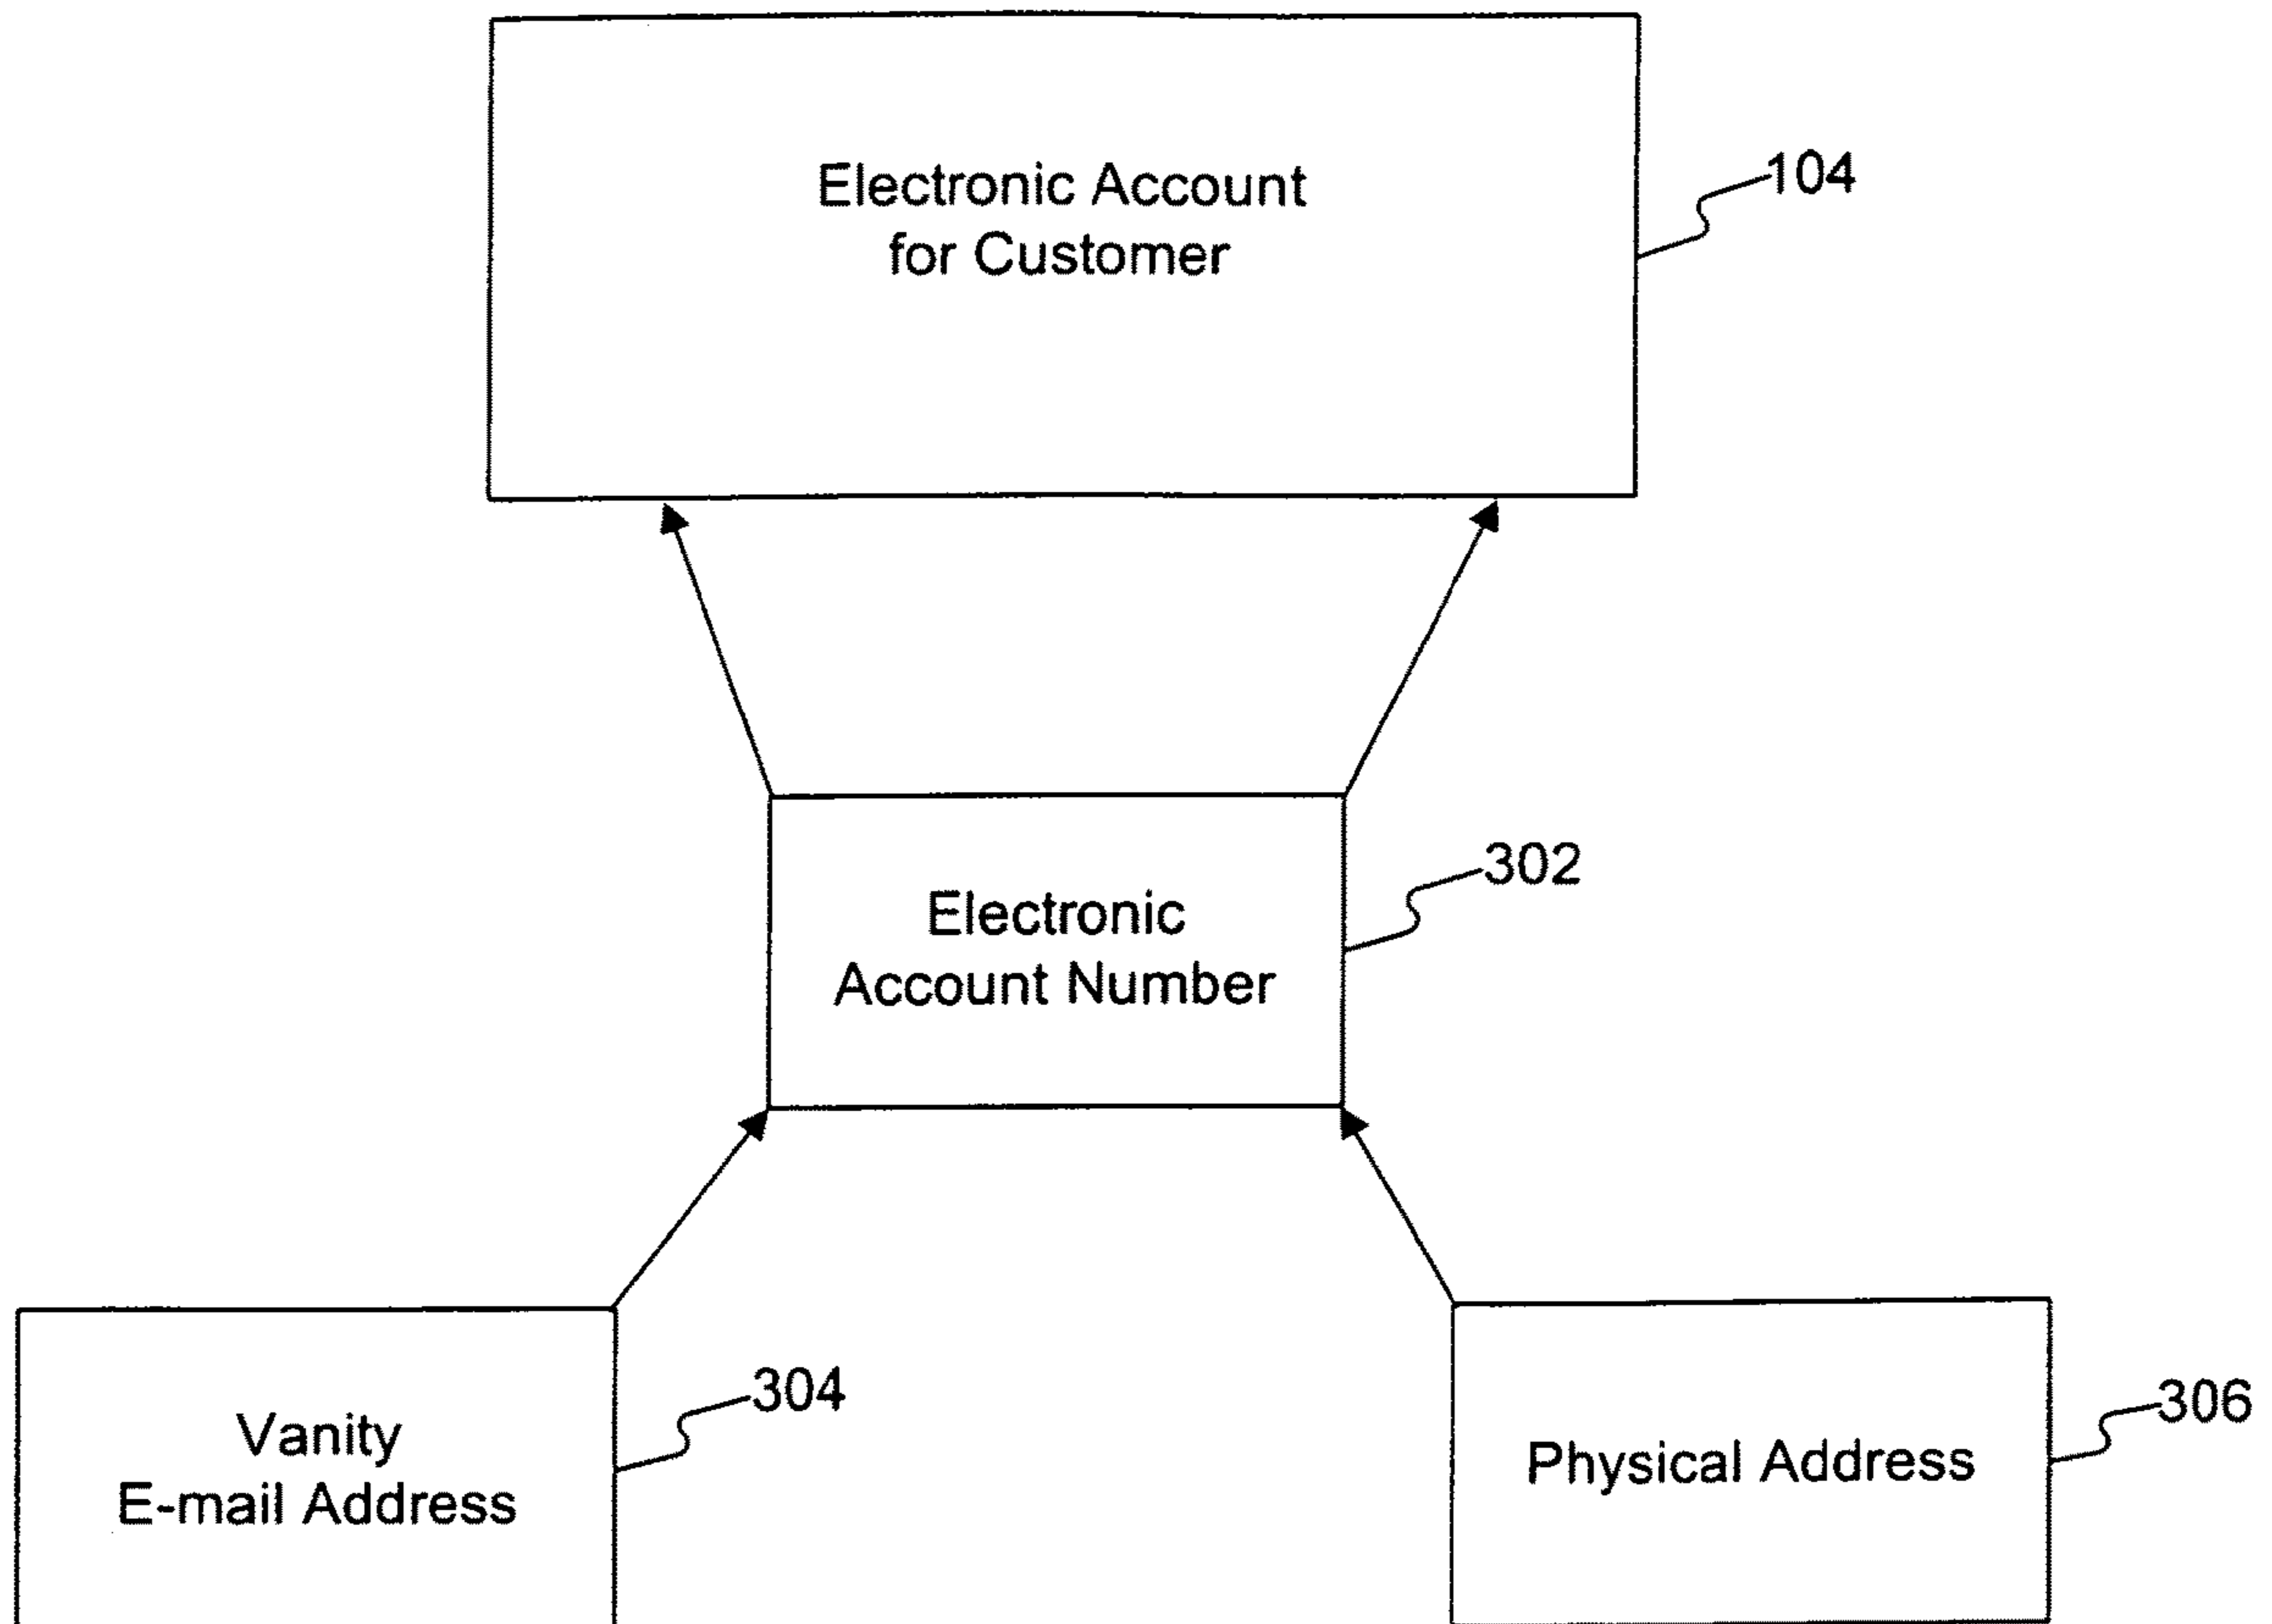 Electronic Account
for Customer
104
Electronic
Account Number
302
Vanity
E-mail Address
304
Physical Address
306